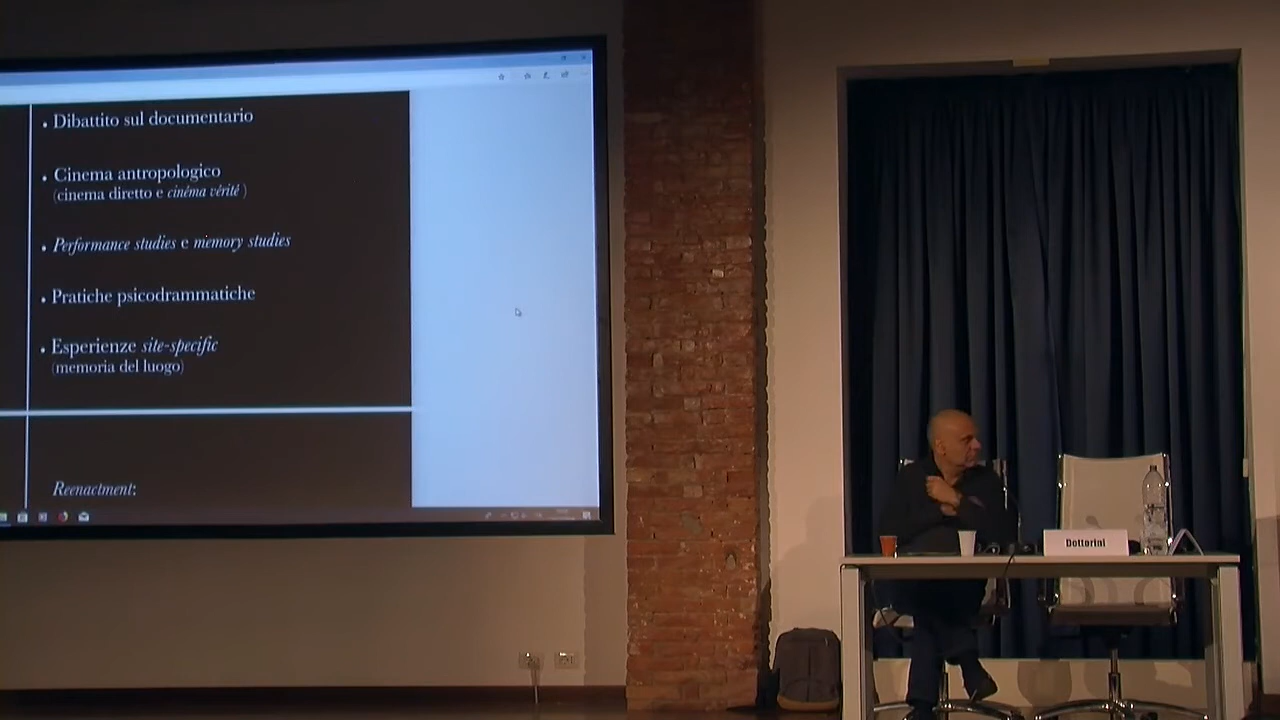 • Dibattito sul documentario
• Cinema antropologico
(cinema diretto e cinéma vérité )
• Performance studies e memory studies
• Pratiche psicodrammatiche
• Esperienze site-specific
(memoria del luogo)
Reenactment:
Dottorini